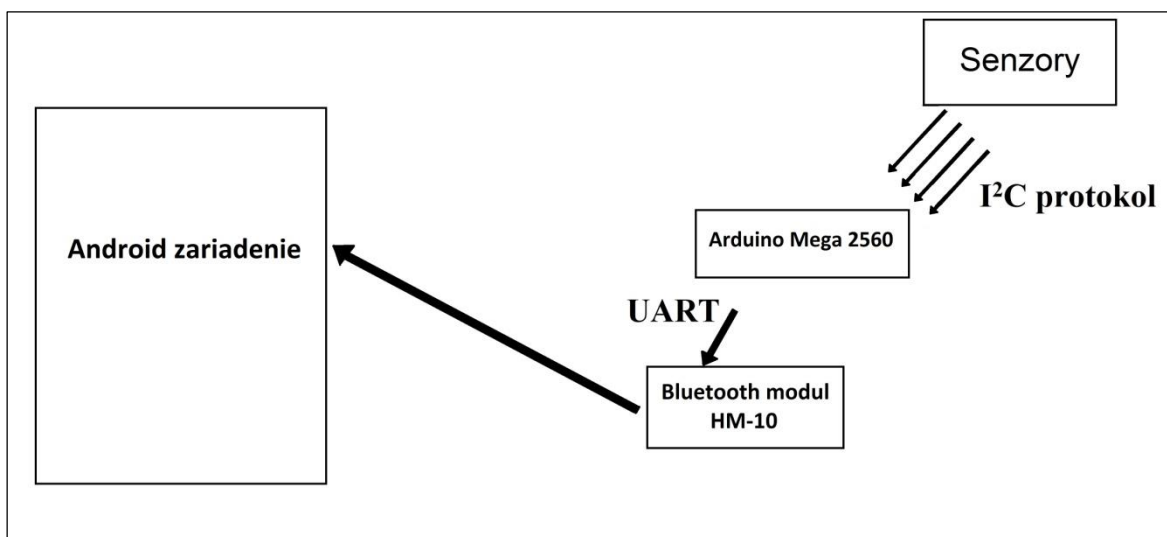 Senzory
I²C protokol
Arduino Mega 2560
Android zariadenie
UART
Bluetooth modul
HM-10